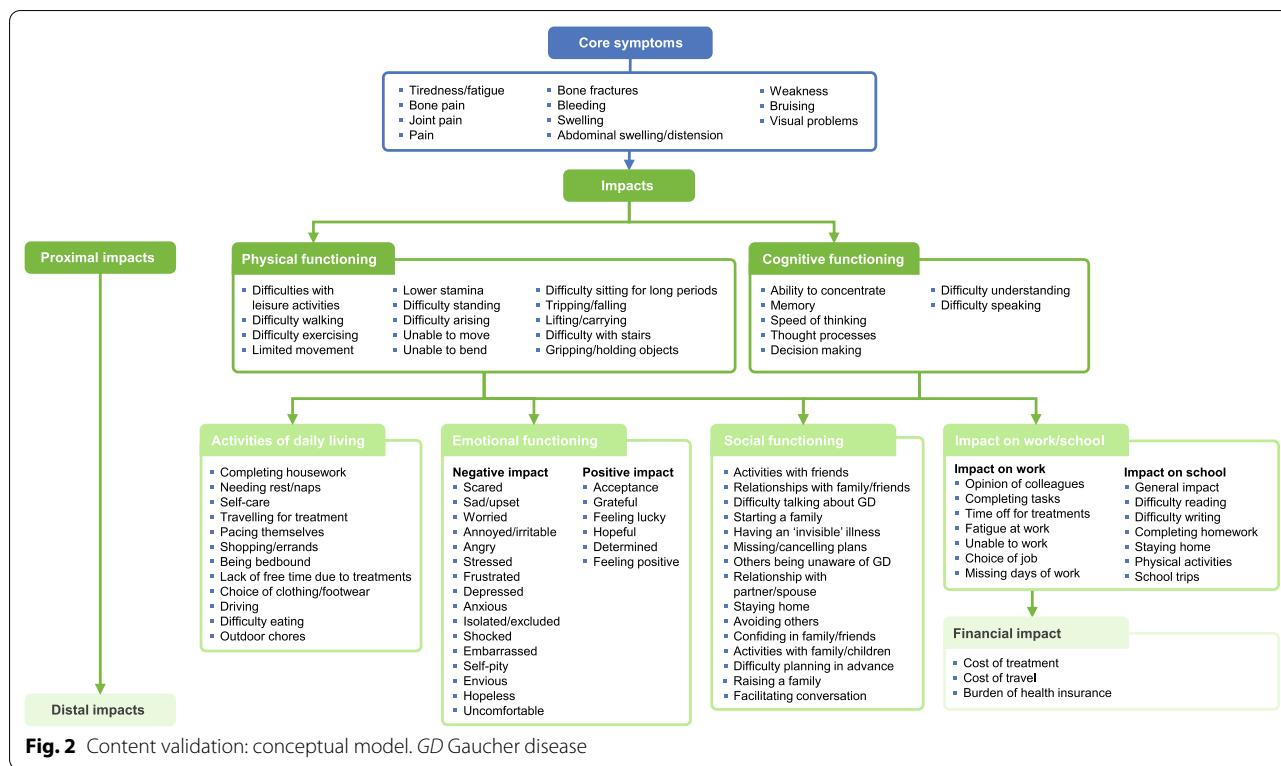 Core symptoms
Tiredness/fatigue
Bone pain
Joint pain
Pain
Bone fractures
Bleeding
Swelling
Abdominal swelling/distension
Weakness
Bruising
Visual problems
Impacts
Proximal impacts
Physical functioning
Difficulties with
leisure activities
Difficulty walking
Difficulty exercising
Limited movement
Lower stamina
Difficulty standing
Difficulty arising
Unable to move
Unable to bend
Difficulty sitting for long periods
Tripping/falling
Lifting/carrying
Difficulty with stairs
Gripping/holding objects
Cognitive functioning
Ability to concentrate
Memory
Speed of thinking
Thought processes
Decision making
Difficulty understanding
Difficulty speaking
Activities of daily living
Completing housework
Needing rest/naps
Self-care
Travelling for treatment
Pacing themselves
Shopping/errands
Being bedbound
Lack of free time due to treatments
Choice of clothing/footwear
Driving
Difficulty eating
Outdoor chores
Emotional functioning
Negative impact
Scared
Sad/upset
Worried
Annoyed/irritable
Angry
Stressed
Frustrated
Depressed
Anxious
Isolated/excluded
Shocked
Embarrassed
Self-pity
Envious
Hopeless
Uncomfortable
Positive impact
Acceptance
Grateful
Feeling lucky
Hopeful
Determined
Feeling positive
Social functioning
Activities with friends
Relationships with family/friends
Difficulty talking about GD
Starting a family
Having an ‘invisible’ illness
Missing/cancelling plans
Others being unaware of GD
Relationship with
partner/spouse
Staying home
Avoiding others
Confiding in family/friends
Activities with family/children
Difficulty planning in advance
Raising a family
Facilitating conversation
Impact on work/school
Impact on work
Opinion of colleagues
Completing tasks
Time off for treatments
Fatigue at work
Unable to work
Choice of job
Missing days of work
Impact on school
General impact
Difficulty reading
Difficulty writing
Completing homework
Staying home
Physical activities
School trips
Financial impact
Cost of treatment
Cost of travel
Burden of health insurance
Distal impacts
Fig. 2 Content validation: conceptual model. GD Gaucher disease